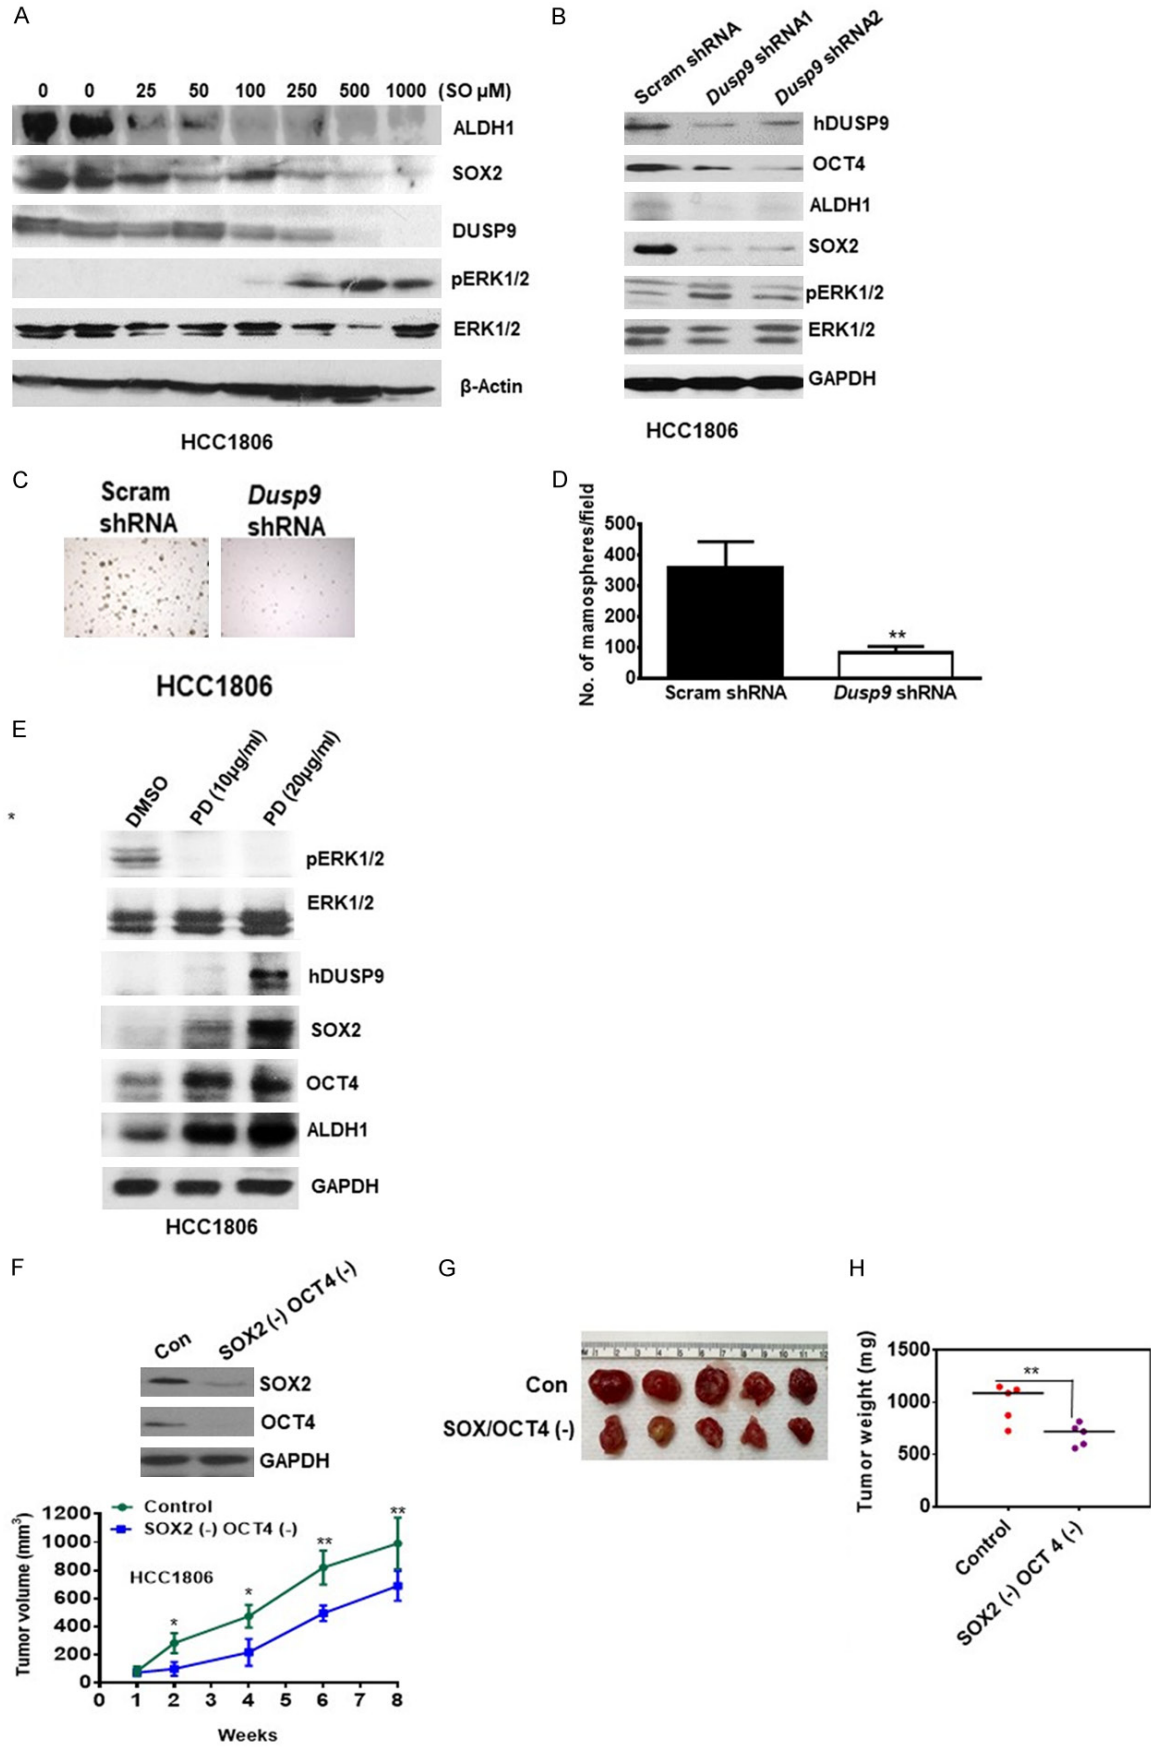 A
0 0 25 50 100 250 500 1000 (SO µM)
ALDH1
SOX2
DUSP9
pERK1/2
ERK1/2
β-Actin
HCC1806
B
Scram shRNA
Dusp9 shRNA1
Dusp9 shRNA2
hDUSP9
OCT4
ALDH1
SOX2
pERK1/2
ERK1/2
GAPDH
HCC1806
C
Scram
shRNA
Dusp9
shRNA
HCC1806
D
No. of mamospheres/field
500
400
300
200
100
0
**
Scram shRNA
Dusp9 shRNA
E
*
DMSO
PD (10µg/ml)
PD (20µg/ml)
pERK1/2
ERK1/2
hDUSP9
SOX2
OCT4
ALDH1
GAPDH
HCC1806
F
Con
SOX2 (-) OCT4 (-)
SOX2
OCT4
GAPDH
Control
SOX2 (-) OCT4 (-)
HCC1806
Tumor volume (mm³)
1200
1000
800
600
400
200
0
*
*
**
**
0 1 2 3 4 5 6 7 8
Weeks
G
Con
SOX/OCT4 (-)
H
Tumor weight (mg)
1500
1000
500
0
**
Control
SOX2 (-) OCT 4 (-)